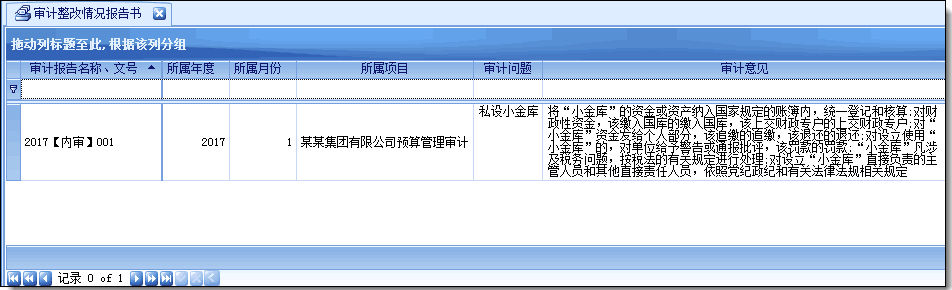 审计整改情况报告书
拖动列标题至此,根据该列分组
审计报告名称、文号 所属年度 所属月份 所属项目 审计问题 审计意见
2017【内审】001 2017 1 某某集团有限公司预算管理审计 私设小金库
将“小金库”的资金或资产纳入国家规定的账簿内，统一登记和核算;对财
政性资金，该缴入国库的缴入国库，该上交财政专户的上交财政专户;对“
小金库”资金发给个人部分，该追缴的追缴，该退还的退还;对设立使用“
小金库”的，对单位给予警告或通报批评，该罚款的罚款;“小金库”凡涉
及税务问题，按税法的有关规定进行处理;对设立“小金库”直接负责的主
管人员和其他直接责任人员，依照党纪政纪和有关法律法规相关规定
记录 0 of 1